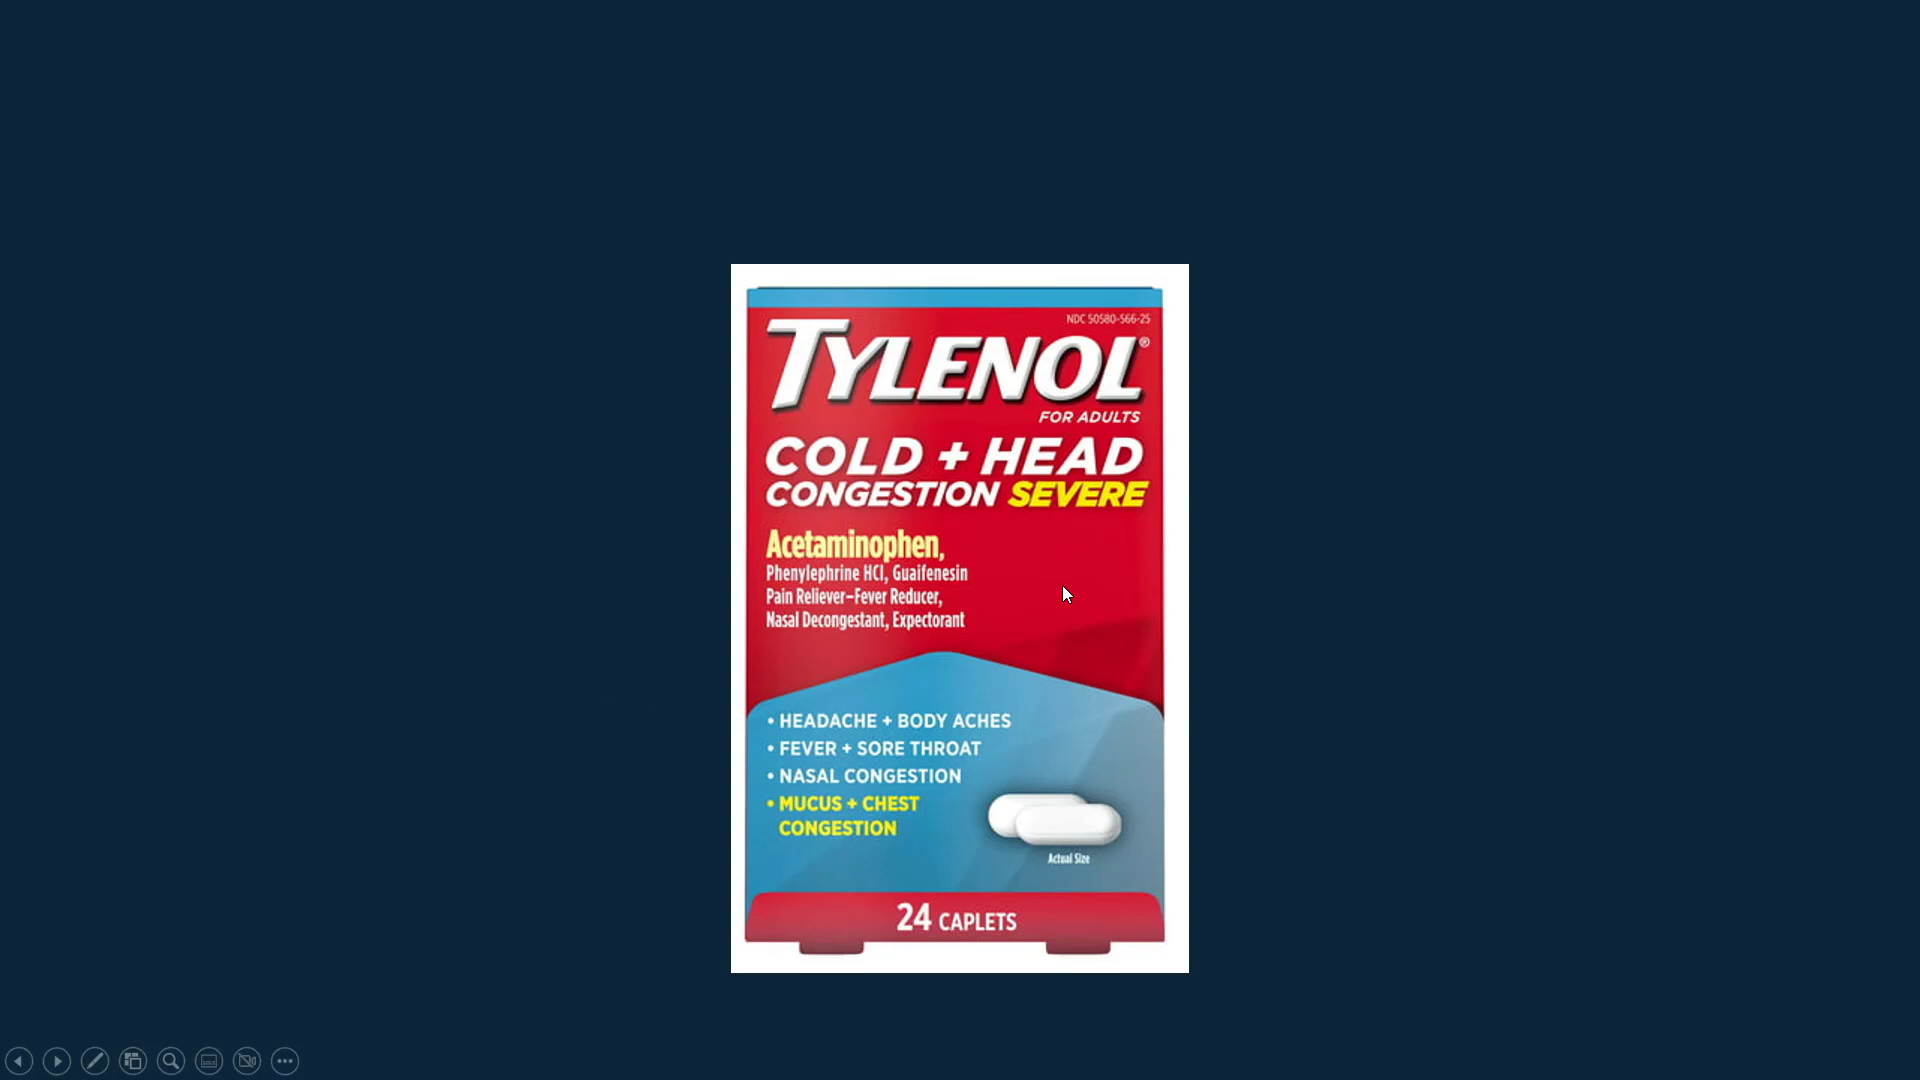 NDC 50580-566-25
TYLENOL®
FOR ADULTS
COLD + HEAD
CONGESTION SEVERE
Acetaminophen,
Phenylephrine HCl, Guaifenesin
Pain Reliever–Fever Reducer,
Nasal Decongestant, Expectorant
• HEADACHE + BODY ACHES
• FEVER + SORE THROAT
• NASAL CONGESTION
• MUCUS + CHEST
CONGESTION
Actual Size
24 CAPLETS